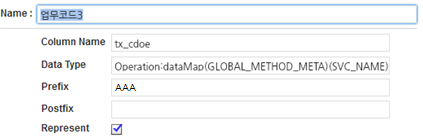 Name : 업무코드3
Column Name tx_cdoe
Data Type Operation:dataMap(GLOBAL_METHOD_META)(SVC_NAME)
Prefix AAA
Postfix
Represent